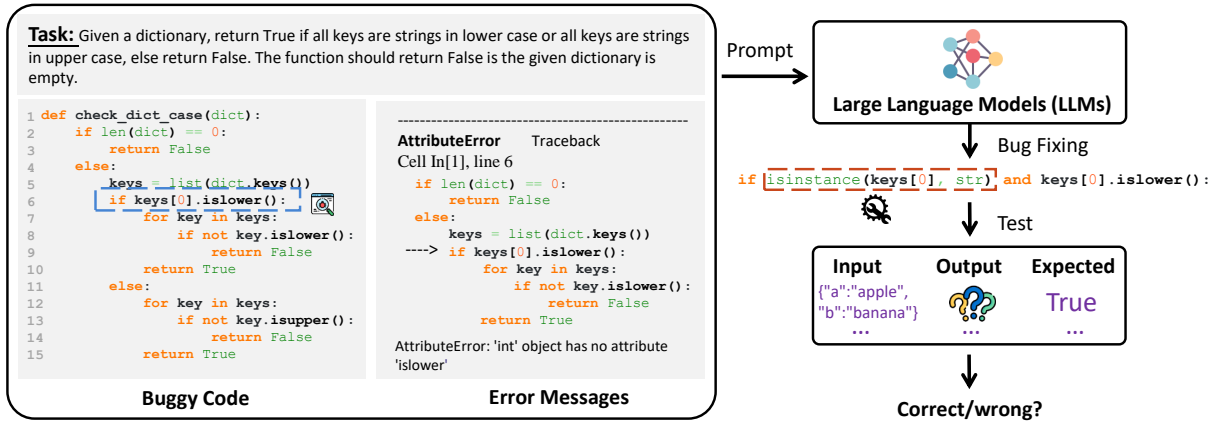 Task: Given a dictionary, return True if all keys are strings in lower case or all keys are strings
in upper case, else return False. The function should return False is the given dictionary is
empty.
1 def check_dict_case(dict):
2     if len(dict) == 0:
3         return False
4     else:
5         keys = list(dict.keys())
6         if keys[0].islower():
7             for key in keys:
8                 if not key.islower():
9                     return False
10            return True
11        else:
12            for key in keys:
13                if not key.isupper():
14                    return False
15            return True
Buggy Code
----------------------------------------------------
AttributeError Traceback
Cell In[1], line 6
if len(dict) == 0:
    return False
else:
    keys = list(dict.keys())
----> if keys[0].islower():
        for key in keys:
            if not key.islower():
                return False
        return True
AttributeError: 'int' object has no attribute
'islower'
Error Messages
Prompt
Large Language Models (LLMs)
Bug Fixing
if isinstance(keys[0], str) and keys[0].islower():
Test
Input Output Expected
{"a":"apple",
"b":"banana"}
True
... ... ...
Correct/wrong?